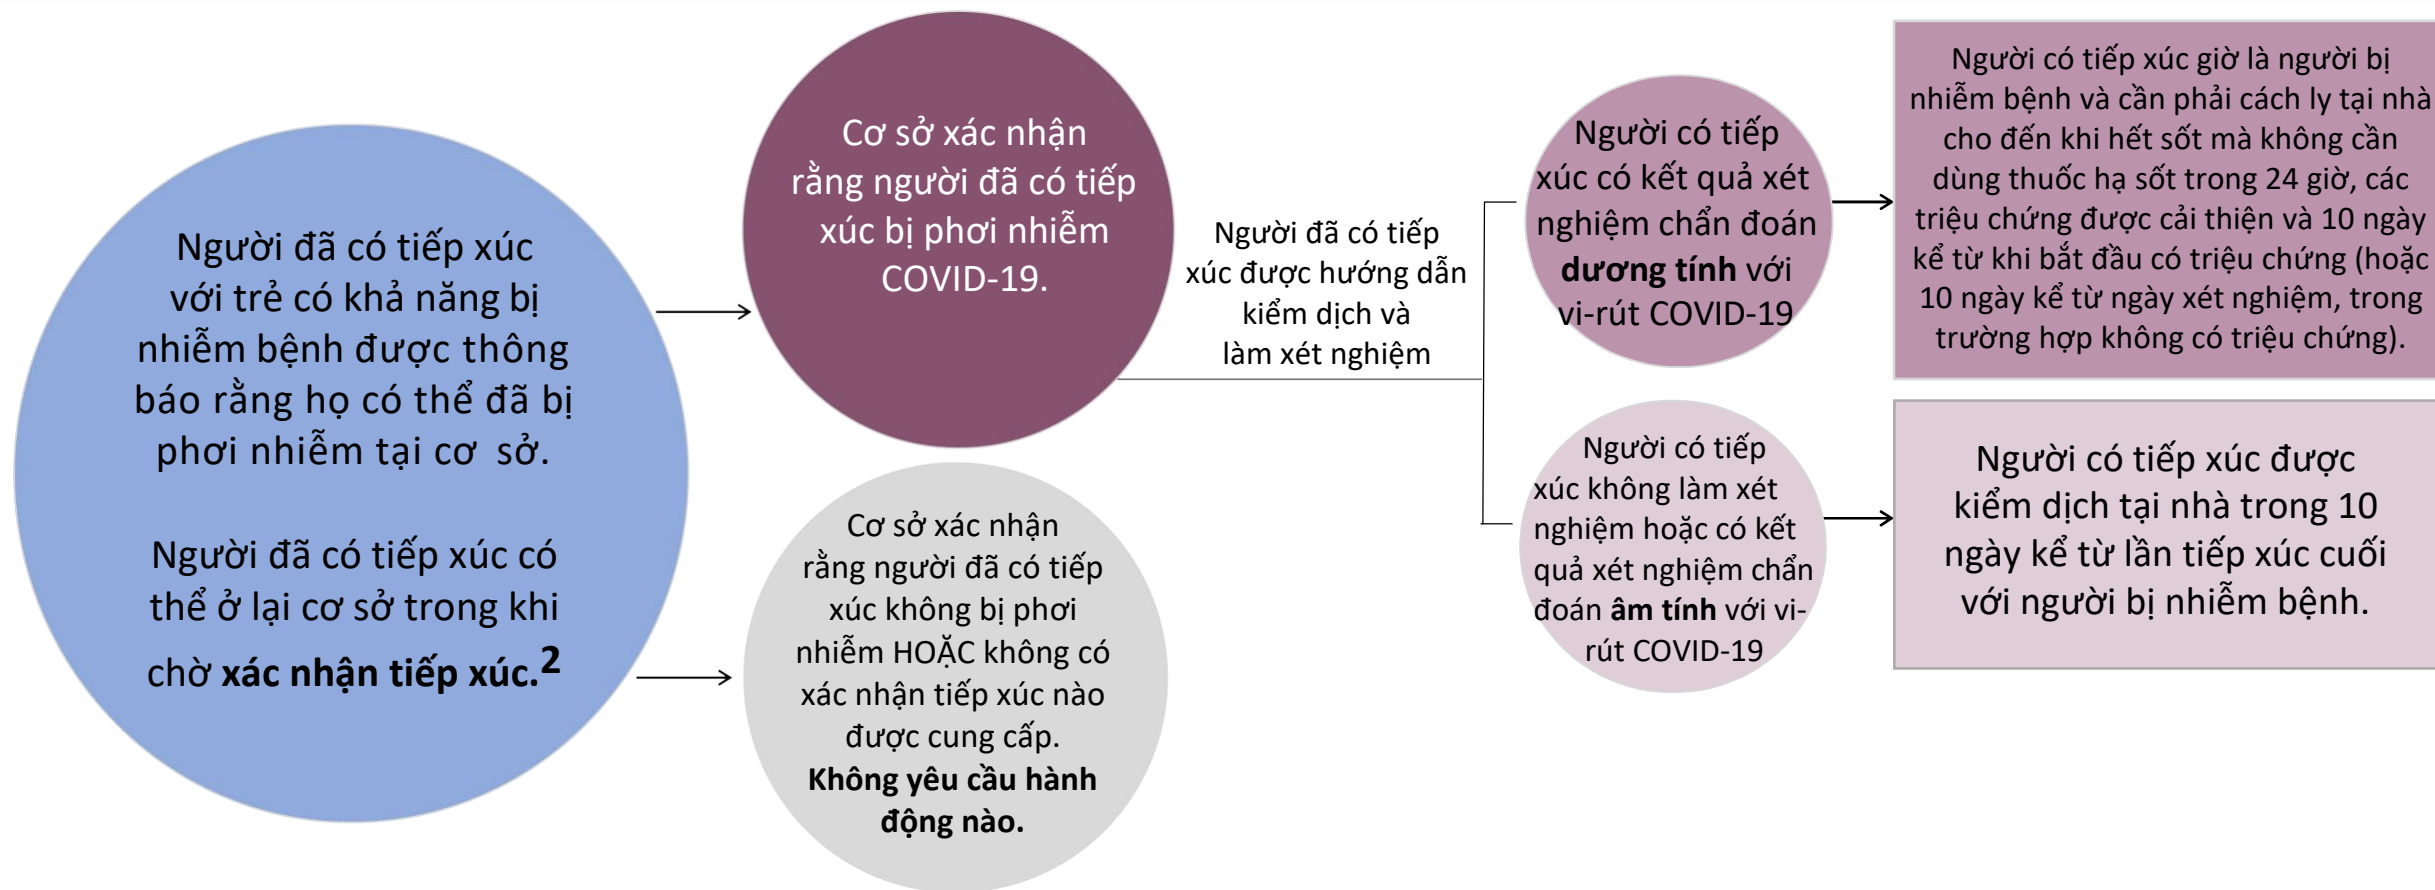 Người đã có tiếp xúc
với trẻ có khả năng bị
nhiễm bệnh được thông
báo rằng họ có thể đã bị
phơi nhiễm tại cơ sở.
Người đã có tiếp xúc có
thể ở lại cơ sở trong khi
chờ xác nhận tiếp xúc.2
Cơ sở xác nhận
rằng người đã có tiếp
xúc bị phơi nhiễm
COVID-19.
Cơ sở xác nhận
rằng người đã có tiếp
xúc không bị phơi
nhiễm HOẶC không có
xác nhận tiếp xúc nào
được cung cấp.
Không yêu cầu hành
động nào.
Người đã có tiếp
xúc được hướng dẫn
kiểm dịch và
làm xét nghiệm
Người có tiếp
xúc có kết quả xét
nghiệm chẩn đoán
dương tính với
vi-rút COVID-19
Người có tiếp xúc giờ là người bị
nhiễm bệnh và cần phải cách ly tại nhà
cho đến khi hết sốt mà không cần
dùng thuốc hạ sốt trong 24 giờ, các
triệu chứng được cải thiện và 10 ngày
kể từ khi bắt đầu có triệu chứng (hoặc
10 ngày kể từ ngày xét nghiệm, trong
trường hợp không có triệu chứng).
Người có tiếp
xúc không làm xét
nghiệm hoặc có kết
quả xét nghiệm chẩn
đoán âm tính với vi-
rút COVID-19
Người có tiếp xúc được
kiểm dịch tại nhà trong 10
ngày kể từ lần tiếp xúc cuối
với người bị nhiễm bệnh.